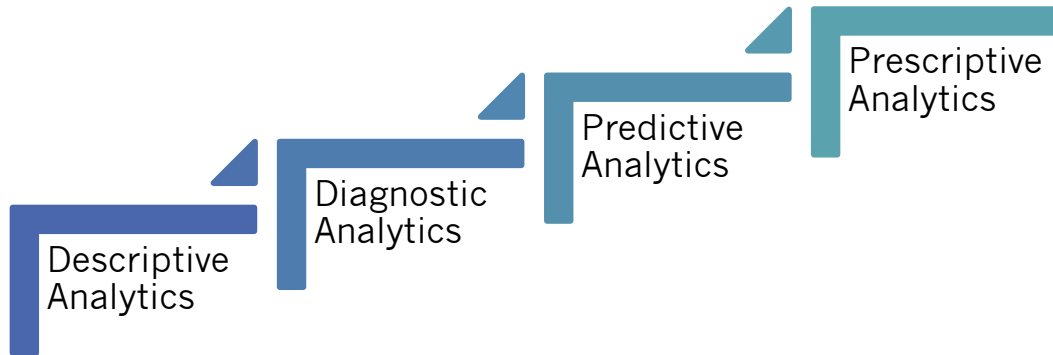 Descriptive
Analytics
Diagnostic
Analytics
Predictive
Analytics
Prescriptive
Analytics